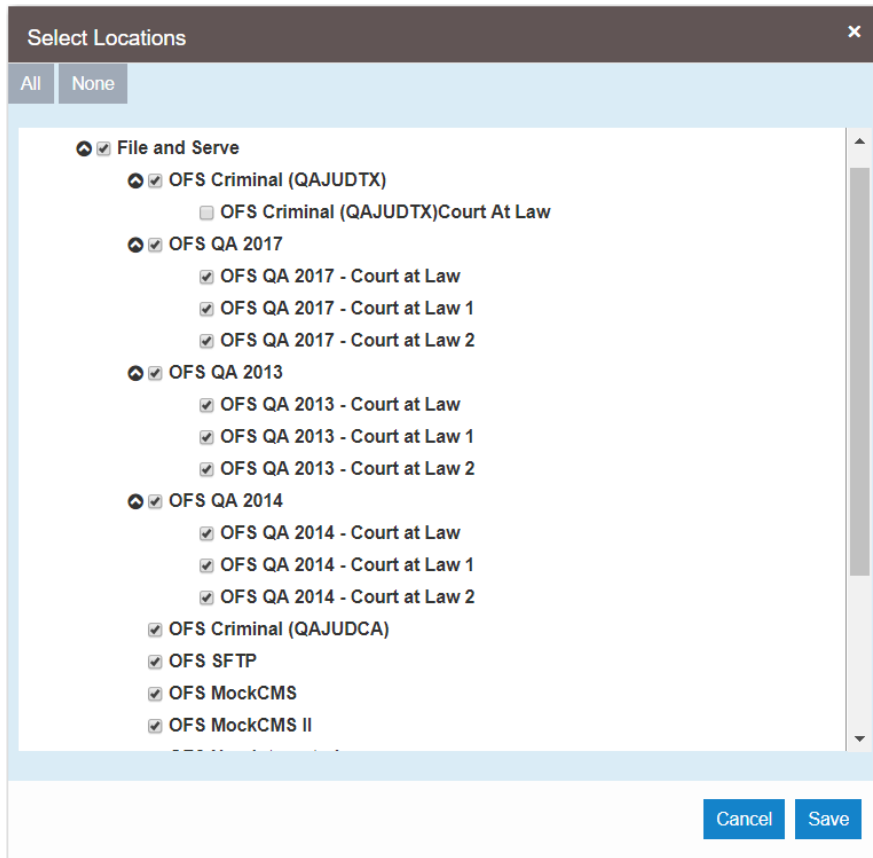 Select Locations ×
All None
File and Serve
OFS Criminal (QAJUDTX)
OFS Criminal (QAJUDTX)Court At Law
OFS QA 2017
OFS QA 2017 - Court at Law
OFS QA 2017 - Court at Law 1
OFS QA 2017 - Court at Law 2
OFS QA 2013
OFS QA 2013 - Court at Law
OFS QA 2013 - Court at Law 1
OFS QA 2013 - Court at Law 2
OFS QA 2014
OFS QA 2014 - Court at Law
OFS QA 2014 - Court at Law 1
OFS QA 2014 - Court at Law 2
OFS Criminal (QAJUDCA)
OFS SFTP
OFS MockCMS
OFS MockCMS II
Cancel Save